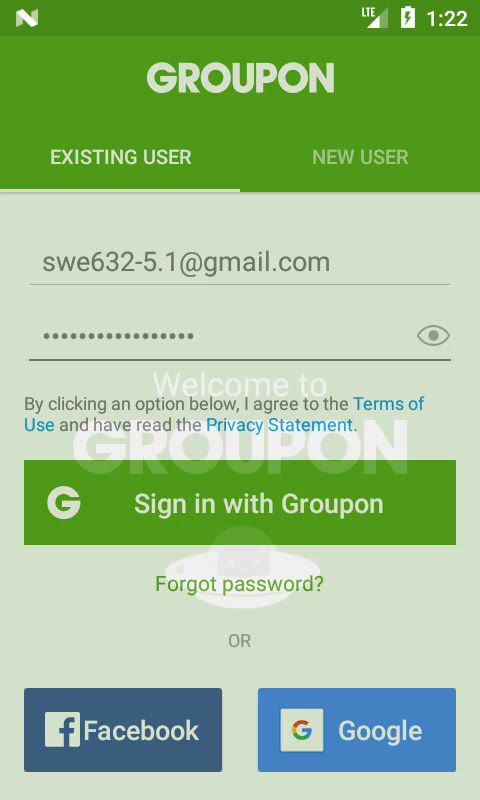 LTE 1:22
GROUPON
EXISTING USER NEW USER
swe632-5.1@gmail.com
•••••••••••••••••
Welcome to
By clicking an option below, I agree to the Terms of
Use and have read the Privacy Statement.
GROUPON
G Sign in with Groupon
Forgot password?
OR
f Facebook G Google